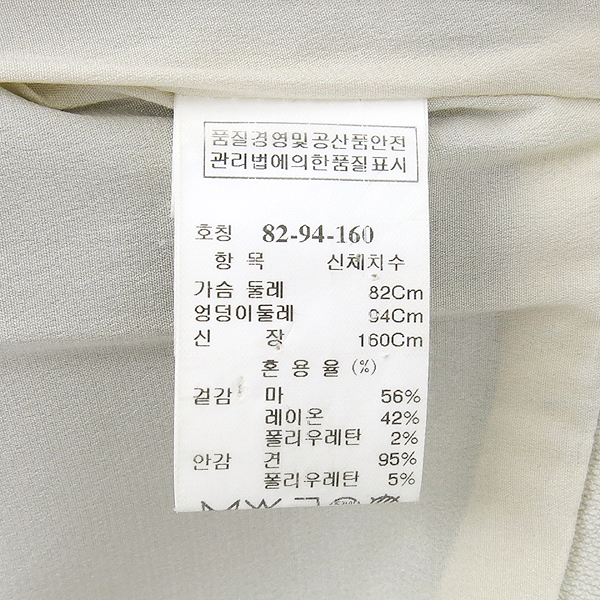 품질경영및공산품안전
관리법에의한품질표시
호칭 82-94-160
항 목 신체치수
가슴 둘레 82Cm
엉덩이둘레 94Cm
신 장 160Cm
혼 용 율 (%)
겉감 마 56%
레이온 42%
폴리우레탄 2%
안감 견 95%
폴리우레탄 5%